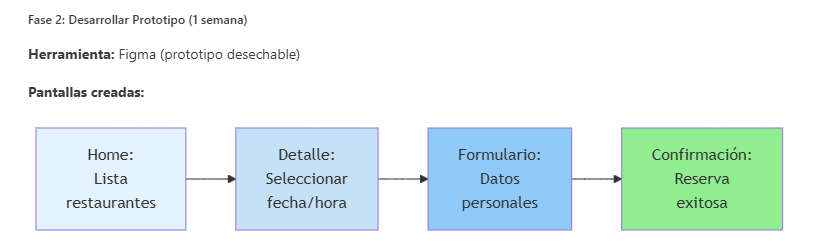 Fase 2: Desarrollar Prototipo (1 semana)
Herramienta: Figma (prototipo desechable)
Pantallas creadas:
Home:
Lista
restaurantes
Detalle:
Seleccionar
fecha/hora
Formulario:
Datos
personales
Confirmación:
Reserva
exitosa